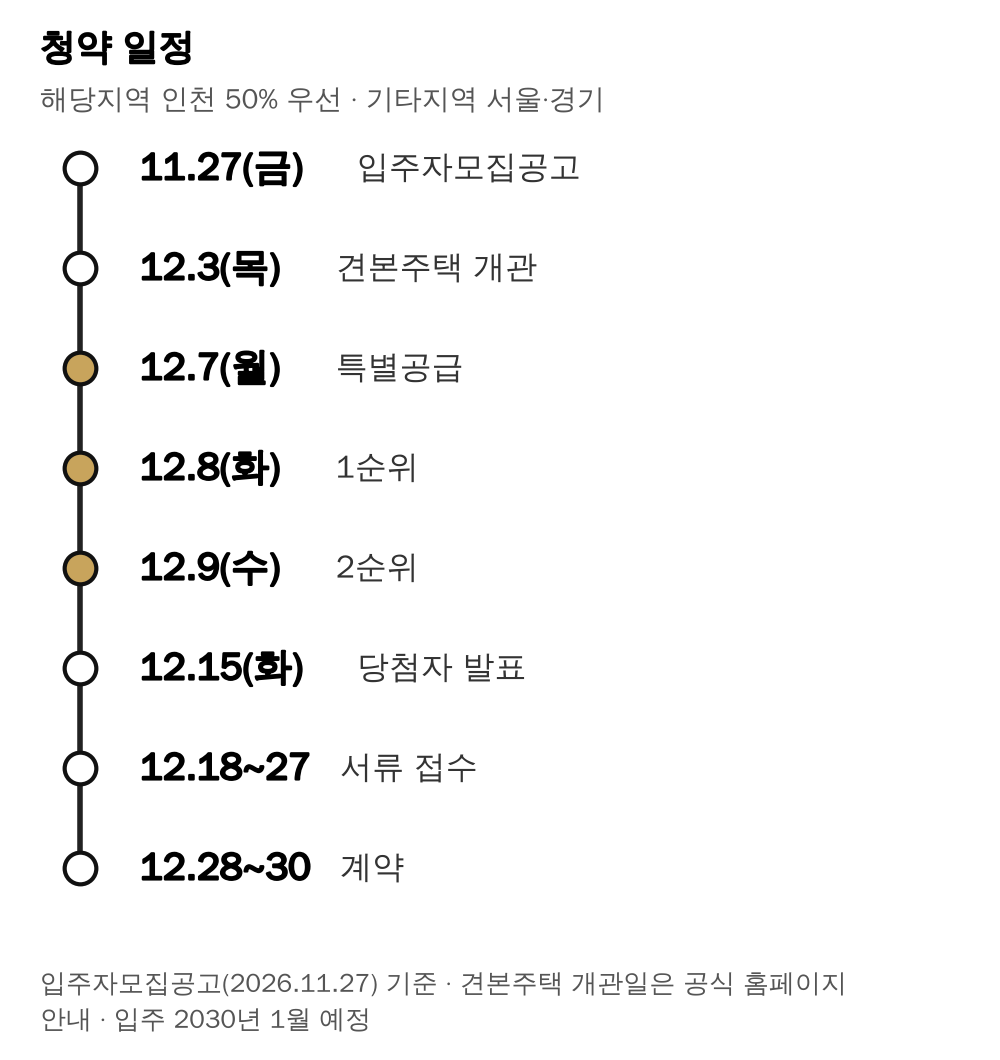 청약 일정
해당지역 인천 50% 우선 · 기타지역 서울·경기
11.27(금) 입주자모집공고
12.3(목) 견본주택 개관
12.7(월) 특별공급
12.8(화) 1순위
12.9(수) 2순위
12.15(화) 당첨자 발표
12.18~27 서류 접수
12.28~30 계약
입주자모집공고(2026.11.27) 기준 · 견본주택 개관일은 공식 홈페이지
안내 · 입주 2030년 1월 예정